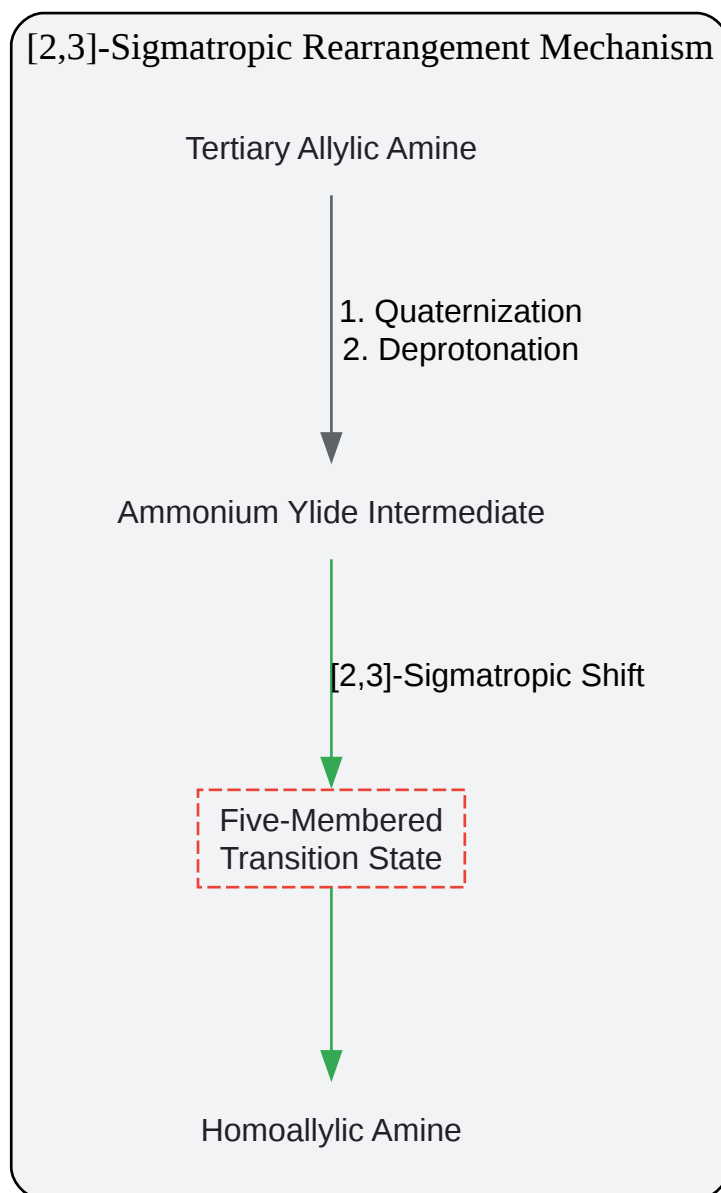 [2,3]-Sigmatropic Rearrangement Mechanism
Tertiary Allylic Amine
1. Quaternization
2. Deprotonation
Ammonium Ylide Intermediate
[2,3]-Sigmatropic Shift
Five-Membered
Transition State
Homoallylic Amine